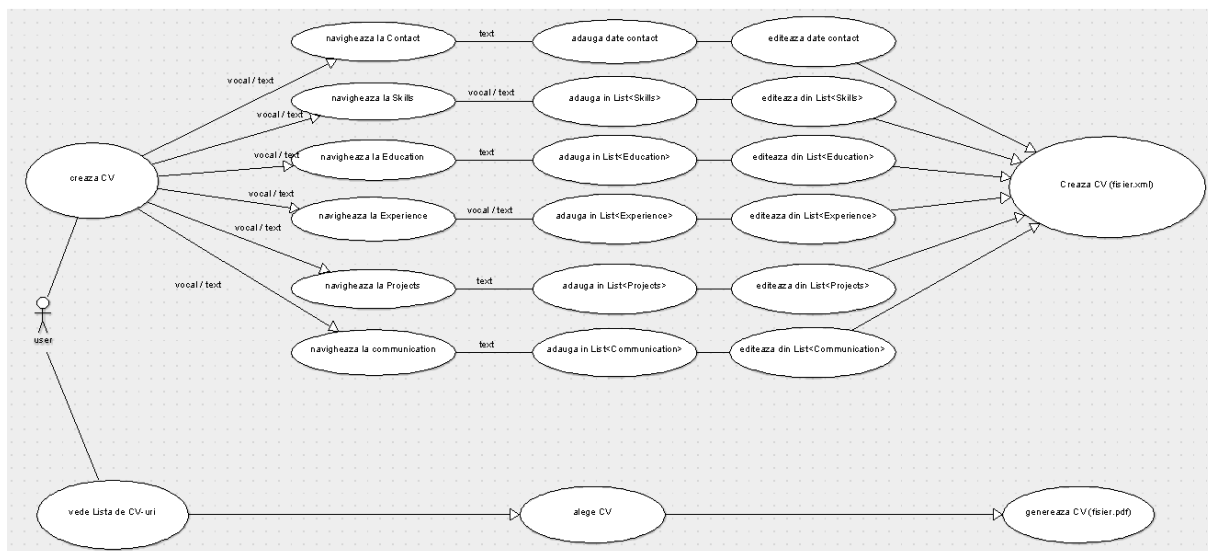 navigheaza la Contact
text
adauga date contact
editeaza date contact
vocal / text
navigheaza la Skills
vocal / text
adauga in List<Skills>
editeaza din List<Skills>
vocal / text
navigheaza la Education
text
adauga in List<Education>
editeaza din List<Education>
vocal / text
creaza CV
Creaza CV (fisier.xml)
navigheaza la Experience
vocal / text
adauga in List<Experience>
editeaza din List<Experience>
vocal / text
navigheaza la Projects
text
adauga in List<Projects>
editeaza din List<Projects>
vocal / text
navigheaza la communication
text
adauga in List<Communication>
editeaza din List<Communication>
vocal / text
user
vede Lista de CV-uri
alege CV
genereaza CV (fisier.pdf)